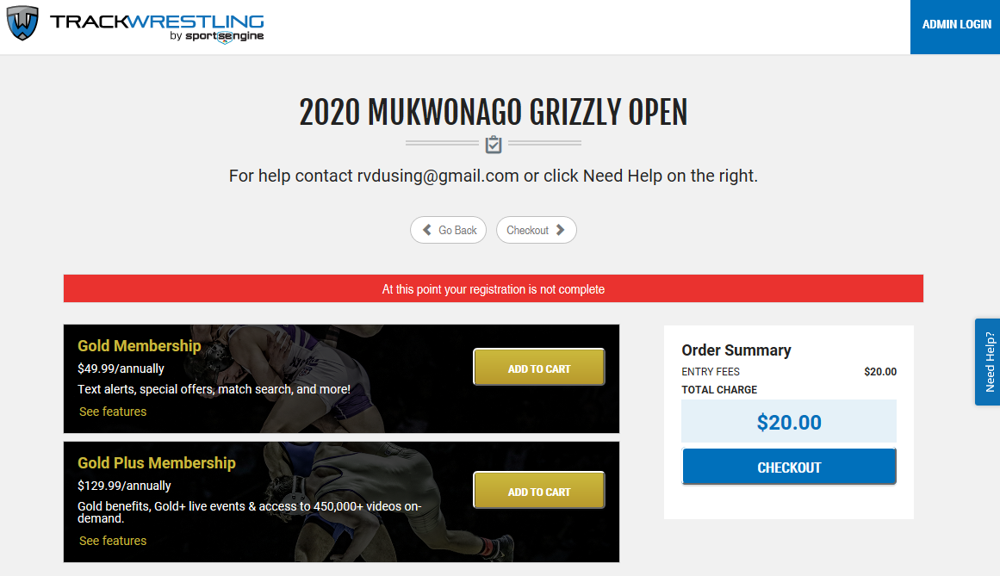 TRACKWRESTLING
by sportsengine
ADMIN LOGIN
2020 MUKWONAGO GRIZZLY OPEN
For help contact rvdusing@gmail.com or click Need Help on the right.
Go Back
Checkout
At this point your registration is not complete
Gold Membership
$49.99/annually
Text alerts, special offers, match search, and more!
See features
ADD TO CART
Gold Plus Membership
$129.99/annually
Gold benefits, Gold+ live events & access to 450,000+ videos on-
demand.
See features
ADD TO CART
Order Summary
ENTRY FEES $20.00
TOTAL CHARGE
$20.00
CHECKOUT
Need Help?